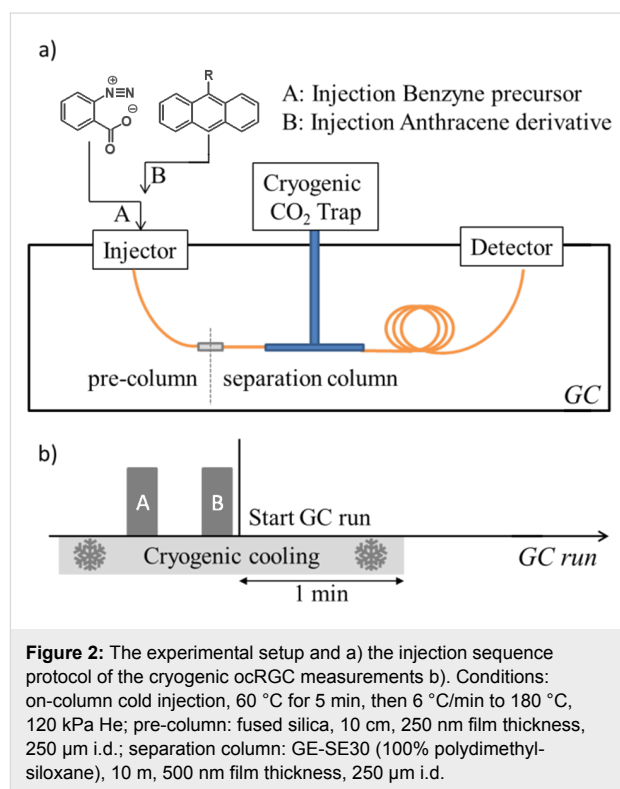 a)
R
N≡N
⊕
⊖
O
O
A: Injection Benzyne precursor
B: Injection Anthracene derivative
B
A
Cryogenic
CO₂ Trap
Injector
Detector
pre-column
separation column
GC
b)
A
B
Start GC run
Cryogenic cooling
GC run
1 min
Figure 2: The experimental setup and a) the injection sequence
protocol of the cryogenic ocRGC measurements b). Conditions:
on-column cold injection, 60 °C for 5 min, then 6 °C/min to 180 °C,
120 kPa He; pre-column: fused silica, 10 cm, 250 nm film thickness,
250 µm i.d.; separation column: GE-SE30 (100% polydimethyl-
siloxane), 10 m, 500 nm film thickness, 250 µm i.d.